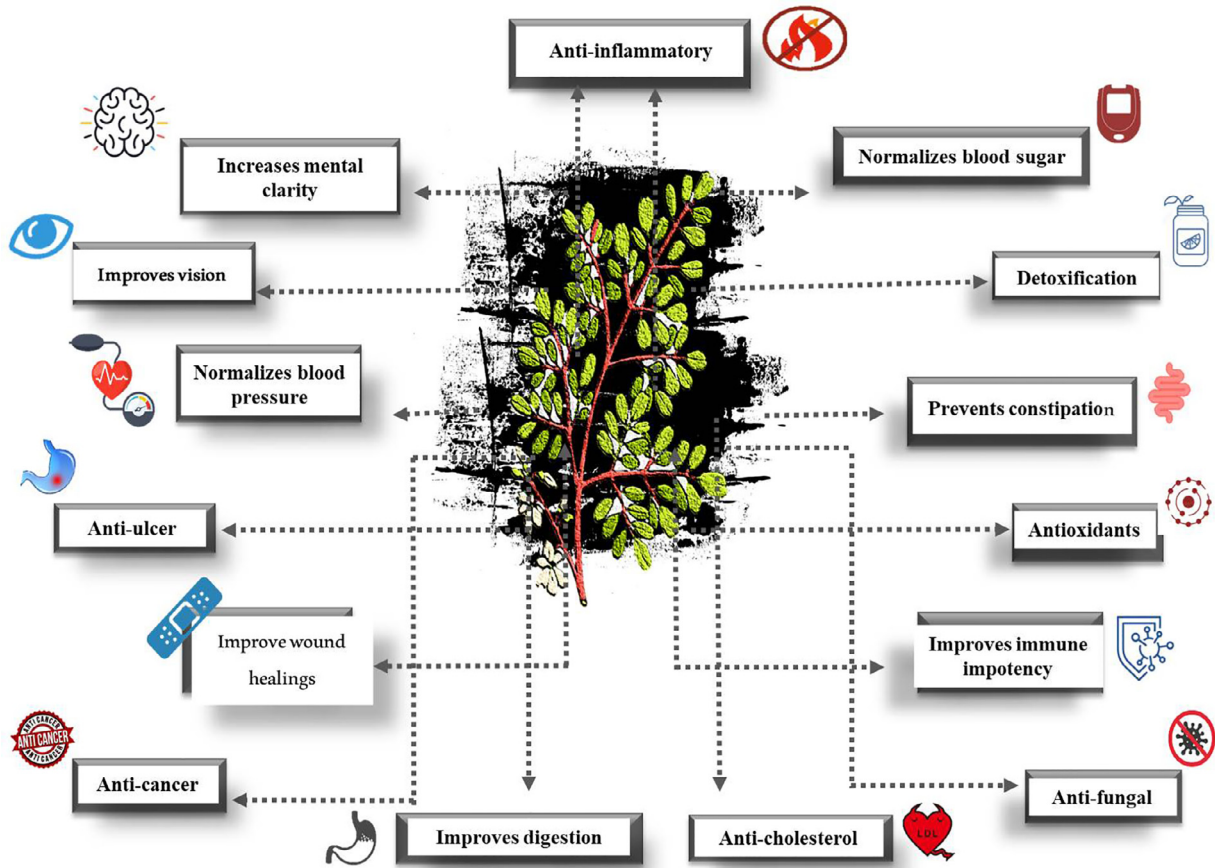 Anti-inflammatory
Increases mental
clarity
Normalizes blood sugar
Improves vision
Detoxification
Normalizes blood
pressure
Prevents constipation
Anti-ulcer
Antioxidants
Improve wound
healings
Improves immune
impotency
ANTI CANCER
ANTI CANCER
ANTI CANCER
Anti-cancer
Anti-fungal
Improves digestion
Anti-cholesterol
LDL